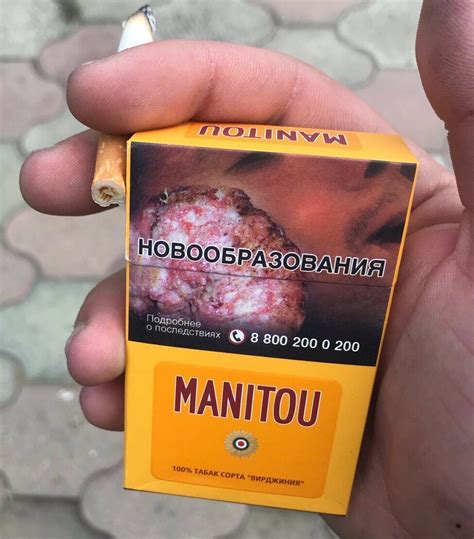 MANITOU
НОВООБРАЗОВАНИЯ
Подробнее
о последствиях 8 800 200 0 200
MANITOU
100% ТАБАК СОРТА "ВИРДЖИНИЯ"